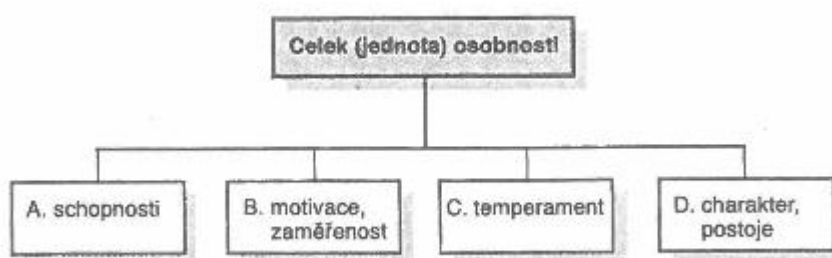 Celek (jednota) osobnosti
A. schopnosti
B. motivace,
zaměřenost
C. temperament
D. charakter,
postoje